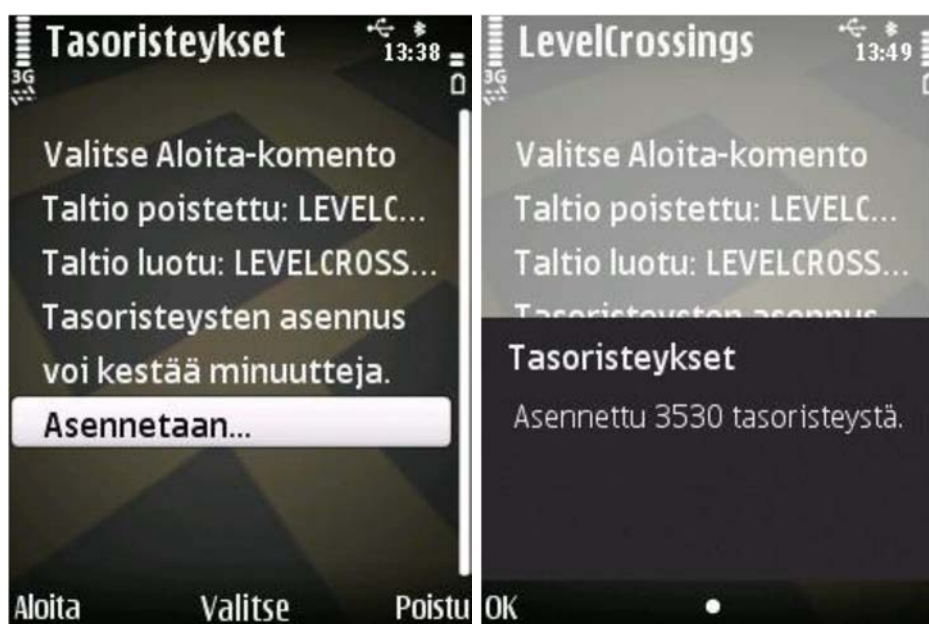 Tasoristeykset
13:38
3G
Valitse Aloita-komento
Taltio poistettu: LEVELC...
Taltio luotu: LEVELCROSS...
Tasoristeysten asennus
voi kestää minuutteja.
Asennetaan...
Aloita Valitse Poistu
LevelCrossings
13:49
3G
Valitse Aloita-komento
Taltio poistettu: LEVELC...
Taltio luotu: LEVELCROSS...
Tasoristeysten asennus
Tasoristeykset
Asennettu 3530 tasoristeystä.
OK